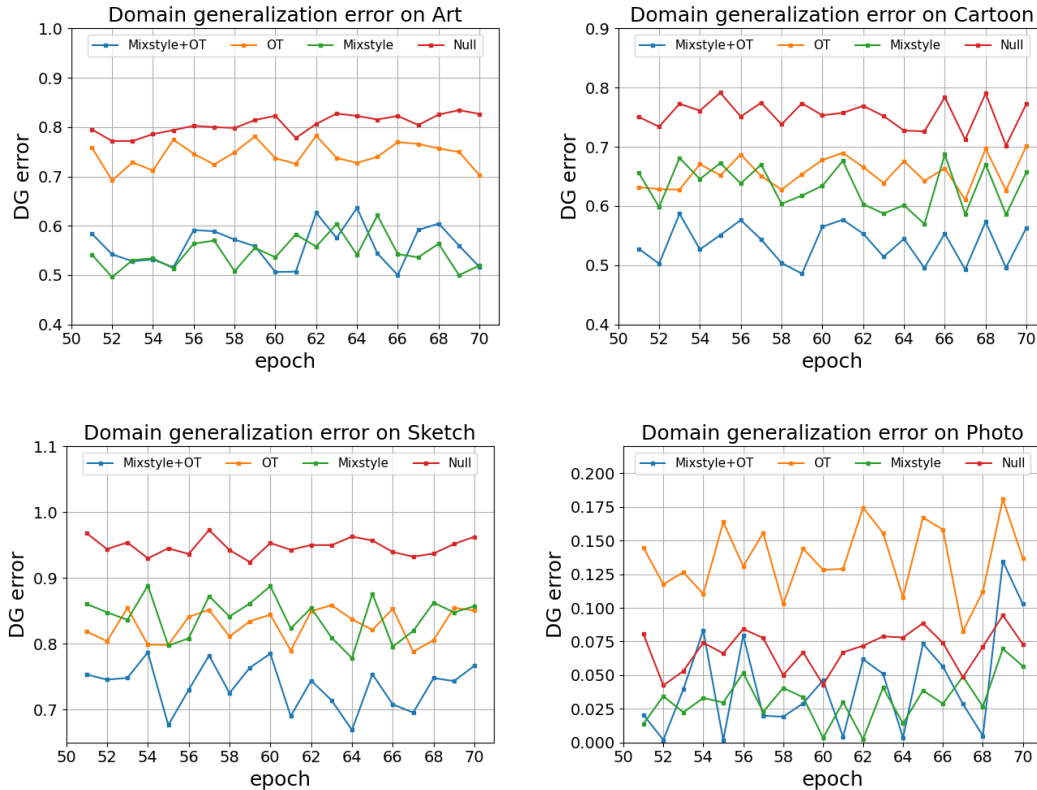 Domain generalization error on Art
1.0
0.9
0.8
0.7
0.6
0.5
0.4
DG error
Mixstyle+OT OT Mixstyle Null
50 52 54 56 58 60 62 64 66 68 70
epoch
Domain generalization error on Cartoon
0.9
0.8
0.7
0.6
0.5
0.4
DG error
Mixstyle+OT OT Mixstyle Null
50 52 54 56 58 60 62 64 66 68 70
epoch
Domain generalization error on Sketch
1.1
1.0
0.9
0.8
0.7
DG error
Mixstyle+OT OT Mixstyle Null
50 52 54 56 58 60 62 64 66 68 70
epoch
Domain generalization error on Photo
0.200
0.175
0.150
0.125
0.100
0.075
0.050
0.025
0.000
DG error
Mixstyle+OT OT Mixstyle Null
50 52 54 56 58 60 62 64 66 68 70
epoch